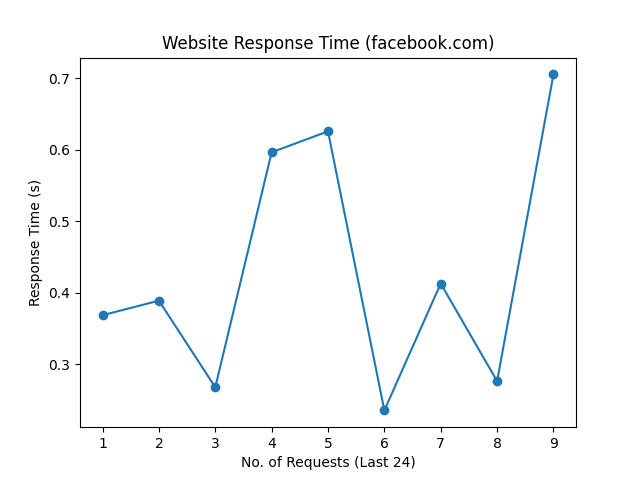 Website Response Time (facebook.com)
0.7
0.6
0.5
0.4
0.3
Response Time (s)
1 2 3 4 5 6 7 8 9
No. of Requests (Last 24)